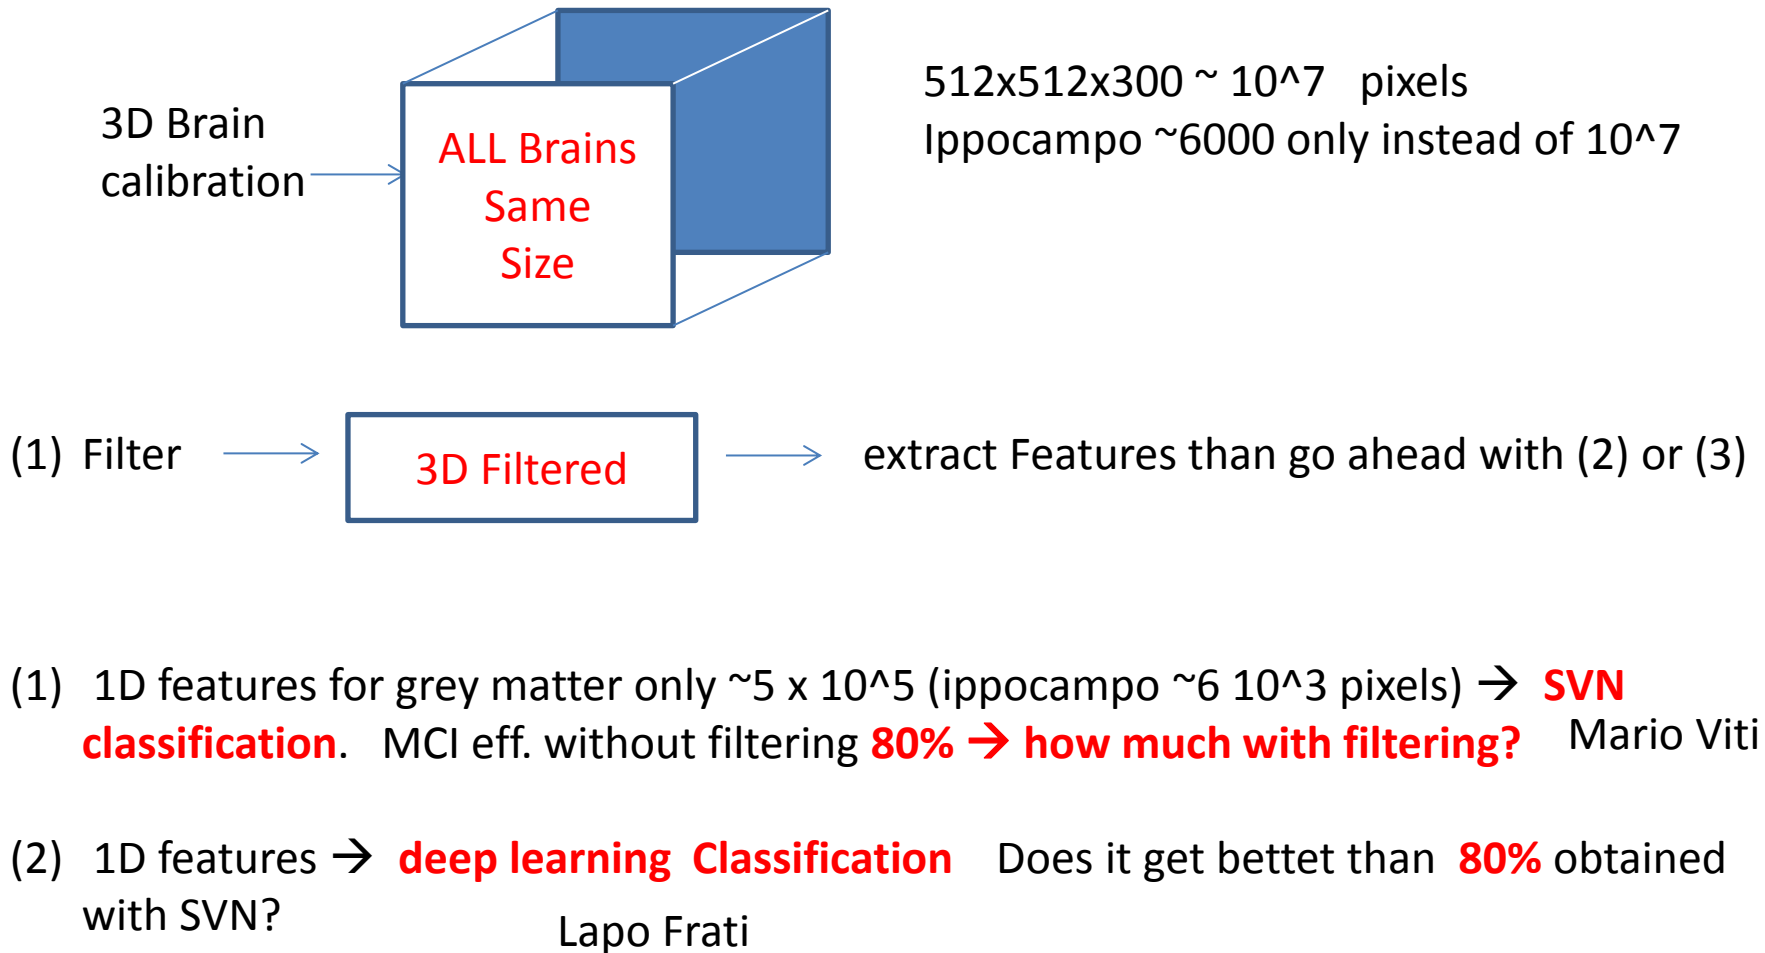 3D Brain
calibration
ALL Brains
Same
Size
512x512x300 ~ 10^7 pixels
Ippocampo ~6000 only instead of 10^7
(1) Filter
3D Filtered
extract Features than go ahead with (2) or (3)
(1) 1D features for grey matter only ~5 x 10^5 (ippocampo ~6 10^3 pixels) → SVN
classification. MCI eff. without filtering 80% → how much with filtering? Mario Viti
(2) 1D features → deep learning Classification Does it get bettet than 80% obtained
with SVN?
Lapo Frati